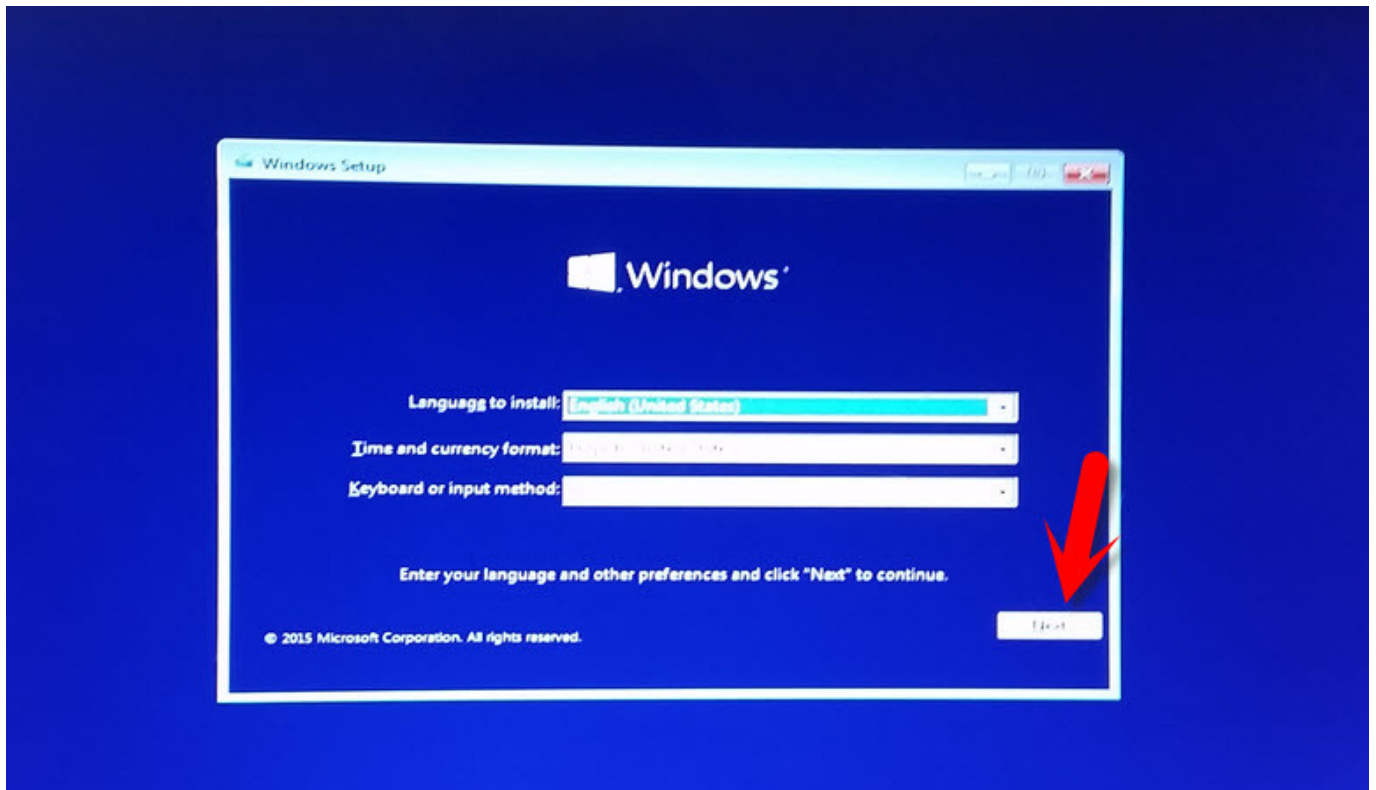 Windows Setup
Windows
Language to install: English (United States)
Time and currency format:
Keyboard or input method:
Enter your language and other preferences and click "Next" to continue.
Next
© 2015 Microsoft Corporation. All rights reserved.